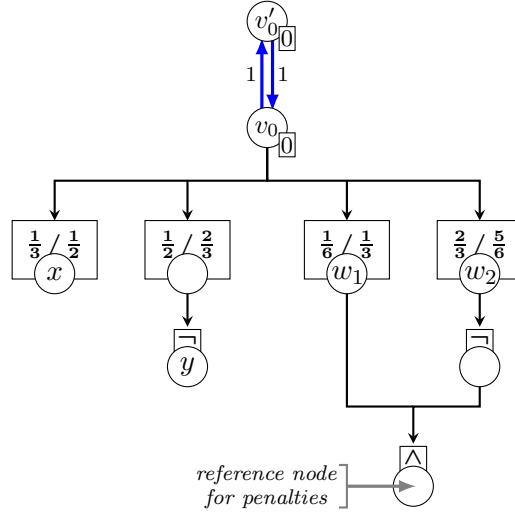 v₀′
0
1 1
v₀
0
1/3 / 1/2 1/2 / 2/3 1/6 / 1/3 2/3 / 5/6
x w₁ w₂
¬ ¬
y
∧
reference node
for penalties